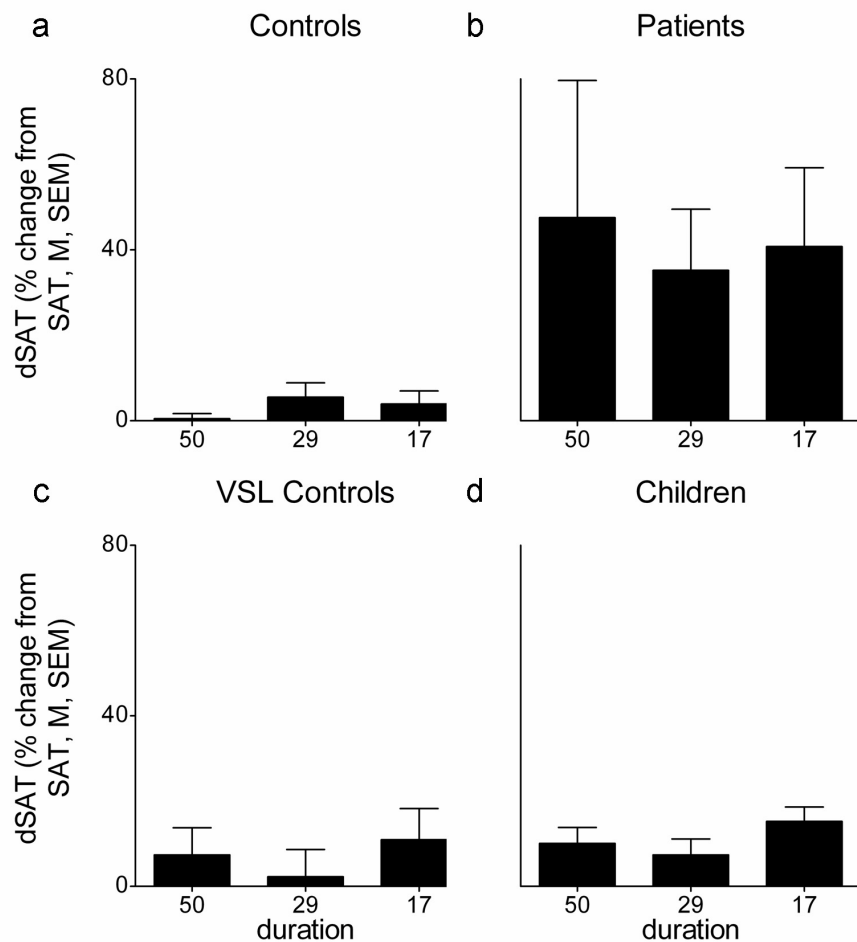 a Controls
b Patients
dSAT (% change from
SAT, M, SEM)
80
40
0
50 29 17
50 29 17
c VSL Controls
d Children
dSAT (% change from
SAT, M, SEM)
80
40
0
50 29 17
duration
50 29 17
duration